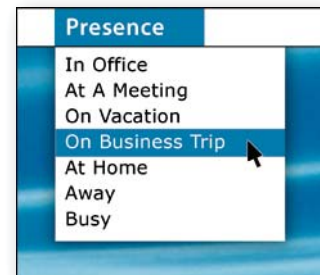 Presence
In Office
At A Meeting
On Vacation
On Business Trip
At Home
Away
Busy